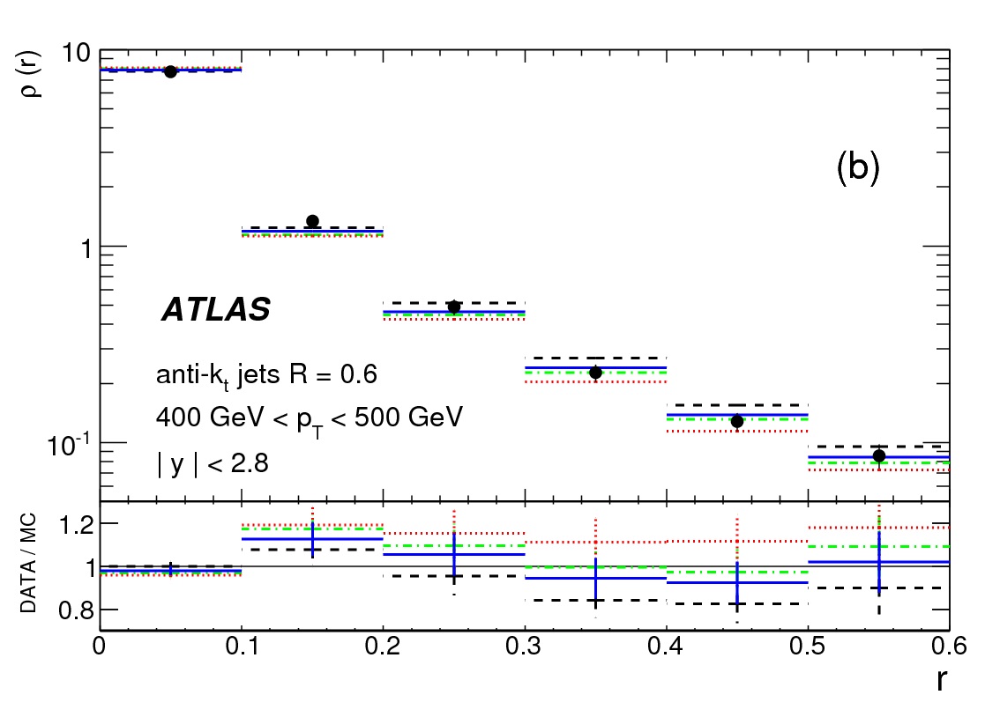 10
ρ (r)
(b)
1
ATLAS
anti-k_t jets R = 0.6
400 GeV < p_T < 500 GeV
10^-1
| y | < 2.8
DATA / MC
1.2
1
0.8
0 0.1 0.2 0.3 0.4 0.5 0.6
r